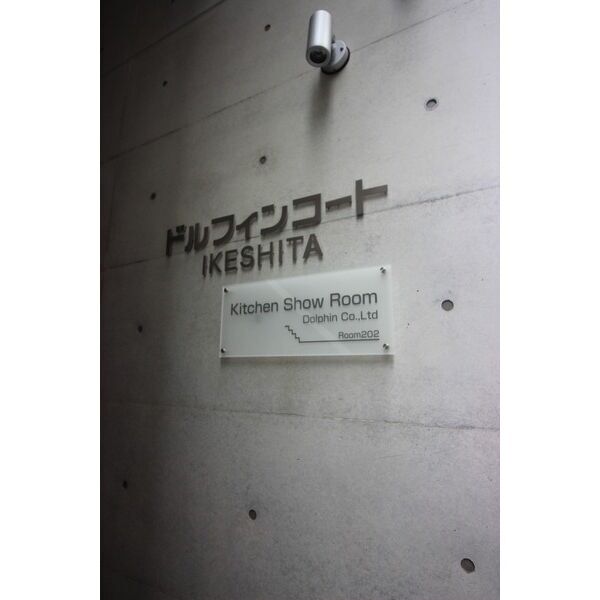 ドルフィンコート
IKESHITA
Kitchen Show Room
Dolphin Co.,Ltd
Room202